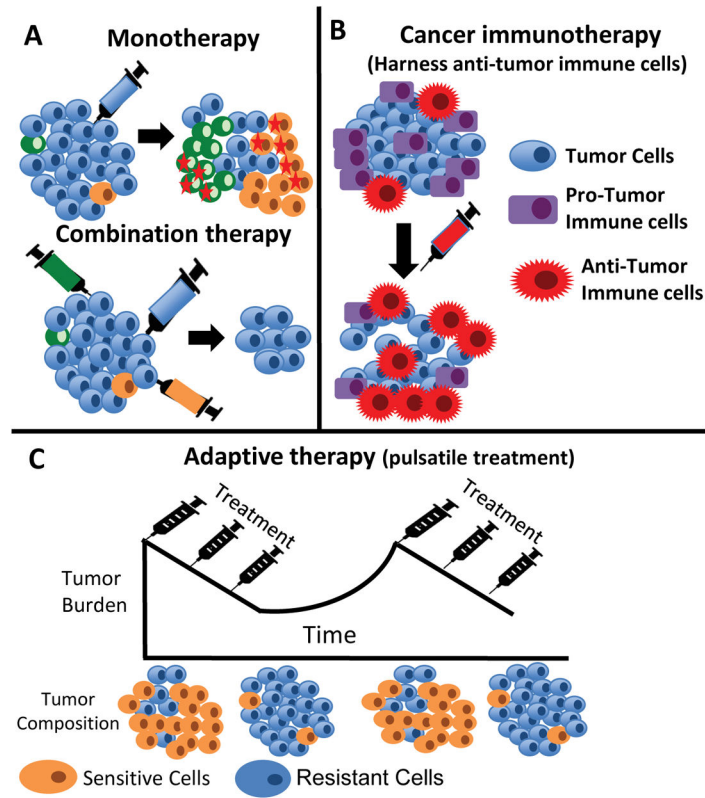 A
Monotherapy
Combination therapy
B
Cancer immunotherapy
(Harness anti-tumor immune cells)
Tumor Cells
Pro-Tumor
Immune cells
Anti-Tumor
Immune cells
C
Adaptive therapy (pulsatile treatment)
Treatment
Treatment
Tumor
Burden
Time
Tumor
Composition
Sensitive Cells
Resistant Cells